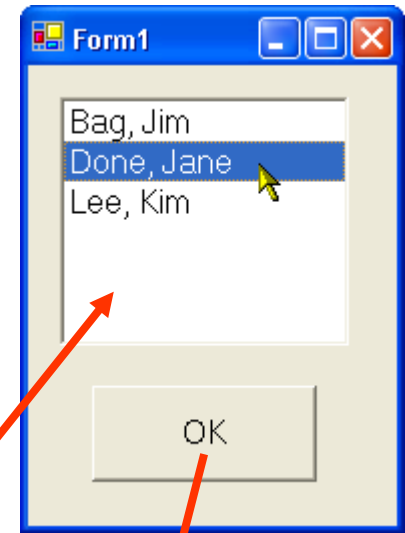 Form1
Bag, Jim
Done, Jane
Lee, Kim
OK